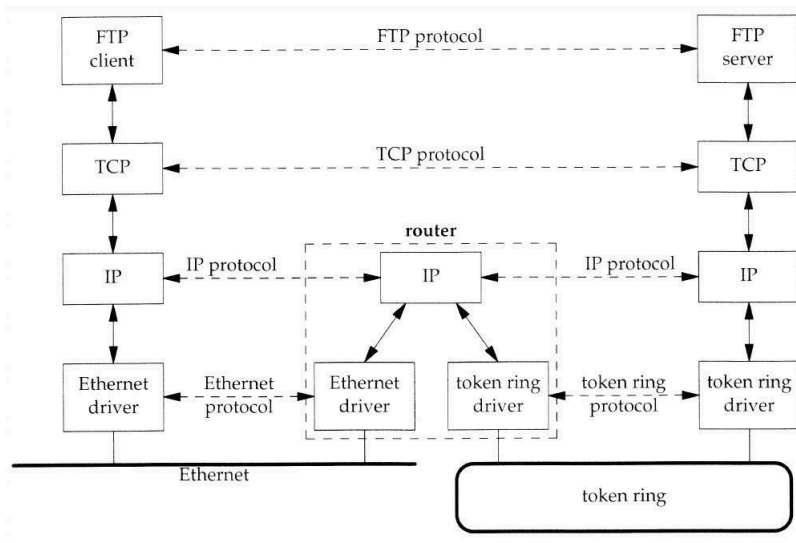 FTP
client
FTP protocol
FTP
server
TCP
TCP protocol
TCP
router
IP
IP protocol
IP
IP protocol
IP
Ethernet
driver
Ethernet
protocol
Ethernet
driver
token ring
driver
token ring
protocol
token ring
driver
Ethernet
token ring